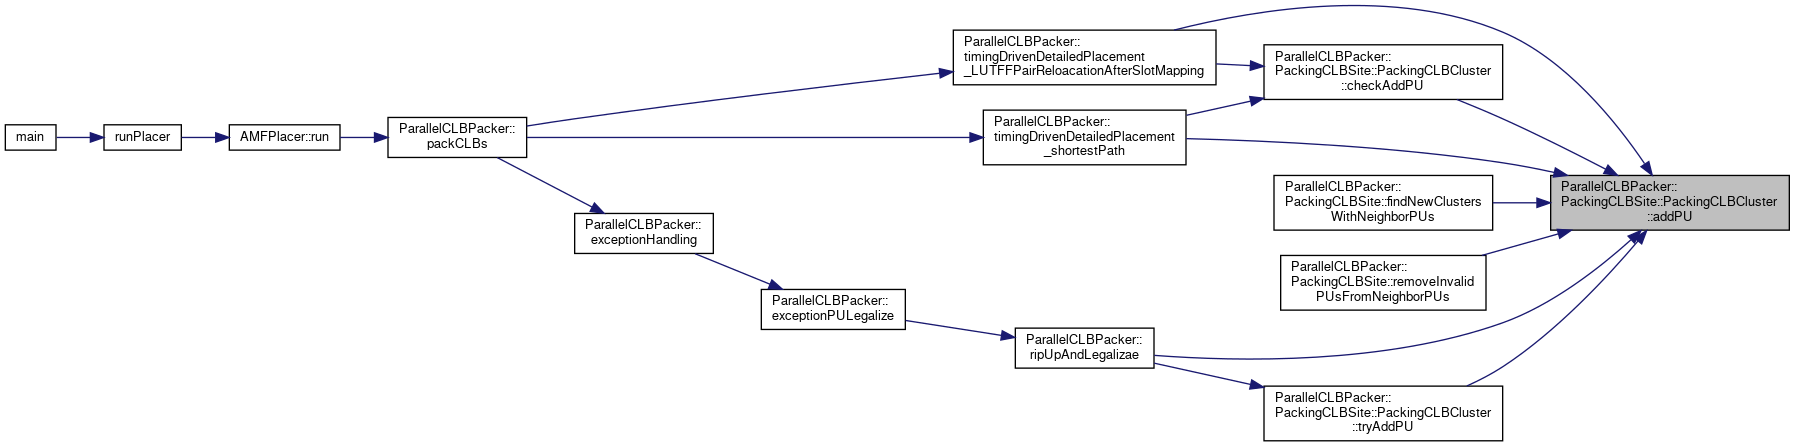 main
runPlacer
AMFPlacer::run
ParallelCLBPacker::
packCLBs
ParallelCLBPacker::
timingDrivenDetailedPlacement
_LUTFFPairReloacationAfterSlotMapping
ParallelCLBPacker::
timingDrivenDetailedPlacement
_shortestPath
ParallelCLBPacker::
exceptionHandling
ParallelCLBPacker::
exceptionPULegalize
ParallelCLBPacker::
ripUpAndLegalizae
ParallelCLBPacker::
PackingCLBSite::PackingCLBCluster
::checkAddPU
ParallelCLBPacker::
PackingCLBSite::findNewClusters
WithNeighborPUs
ParallelCLBPacker::
PackingCLBSite::removeInvalid
PUsFromNeighborPUs
ParallelCLBPacker::
PackingCLBSite::PackingCLBCluster
::tryAddPU
ParallelCLBPacker::
PackingCLBSite::PackingCLBCluster
::addPU